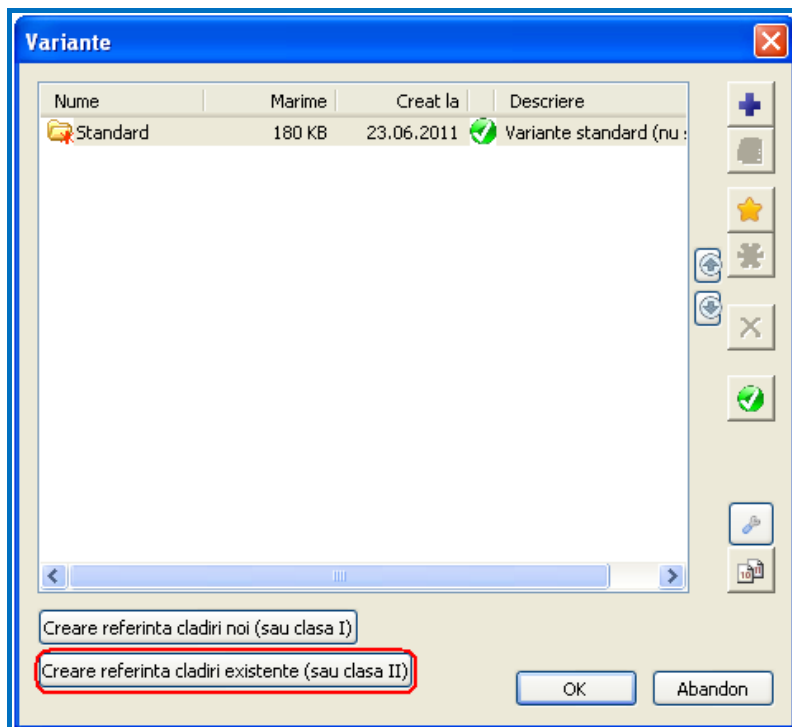 Variante
Nume Marime Creat la Descriere
Standard 180 KB 23.06.2011 Variante standard (nu
Creare referinta cladiri noi (sau clasa I)
Creare referinta cladiri existente (sau clasa II)
OK Abandon